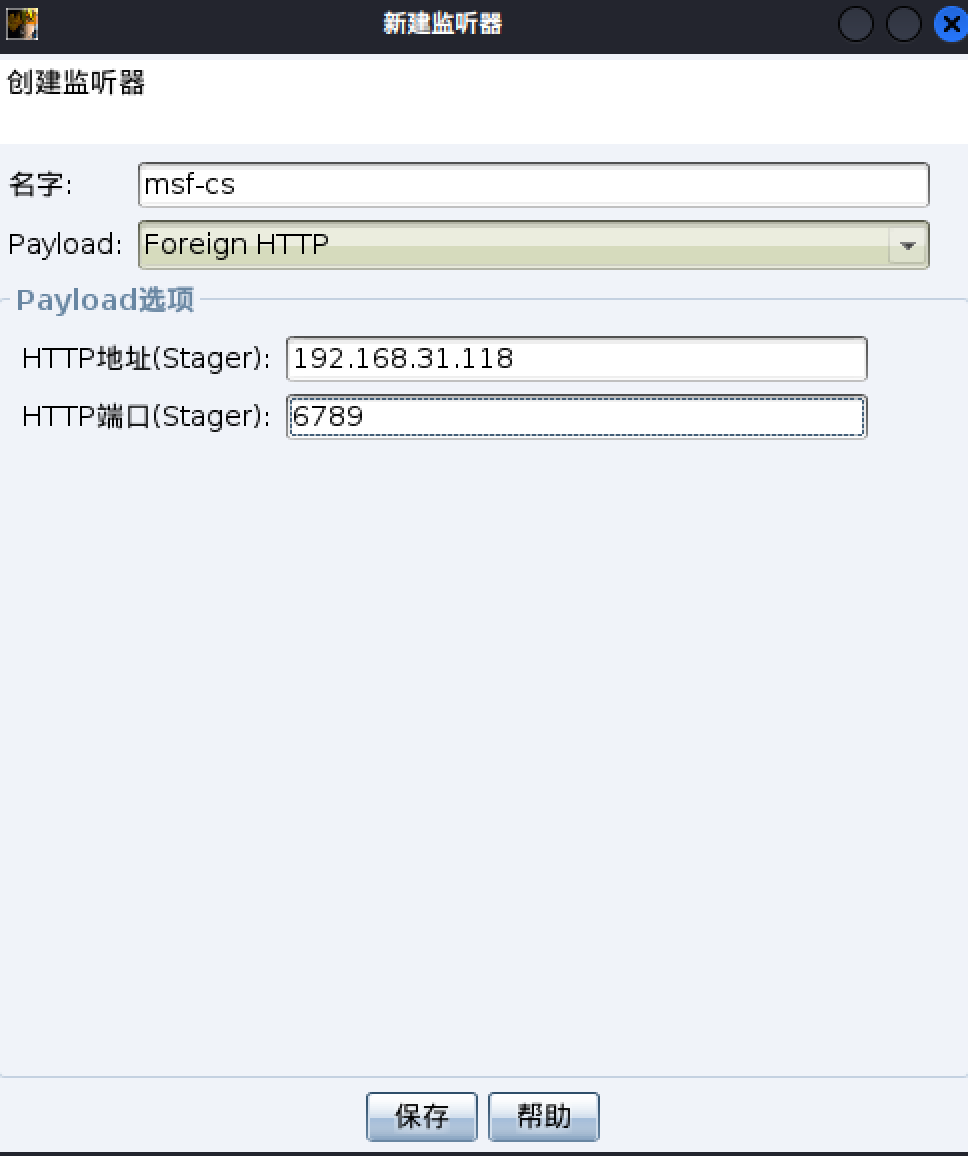 新建监听器
创建监听器
名字: msf-cs
Payload: Foreign HTTP
Payload选项
HTTP地址(Stager): 192.168.31.118
HTTP端口(Stager): 6789
保存 帮助